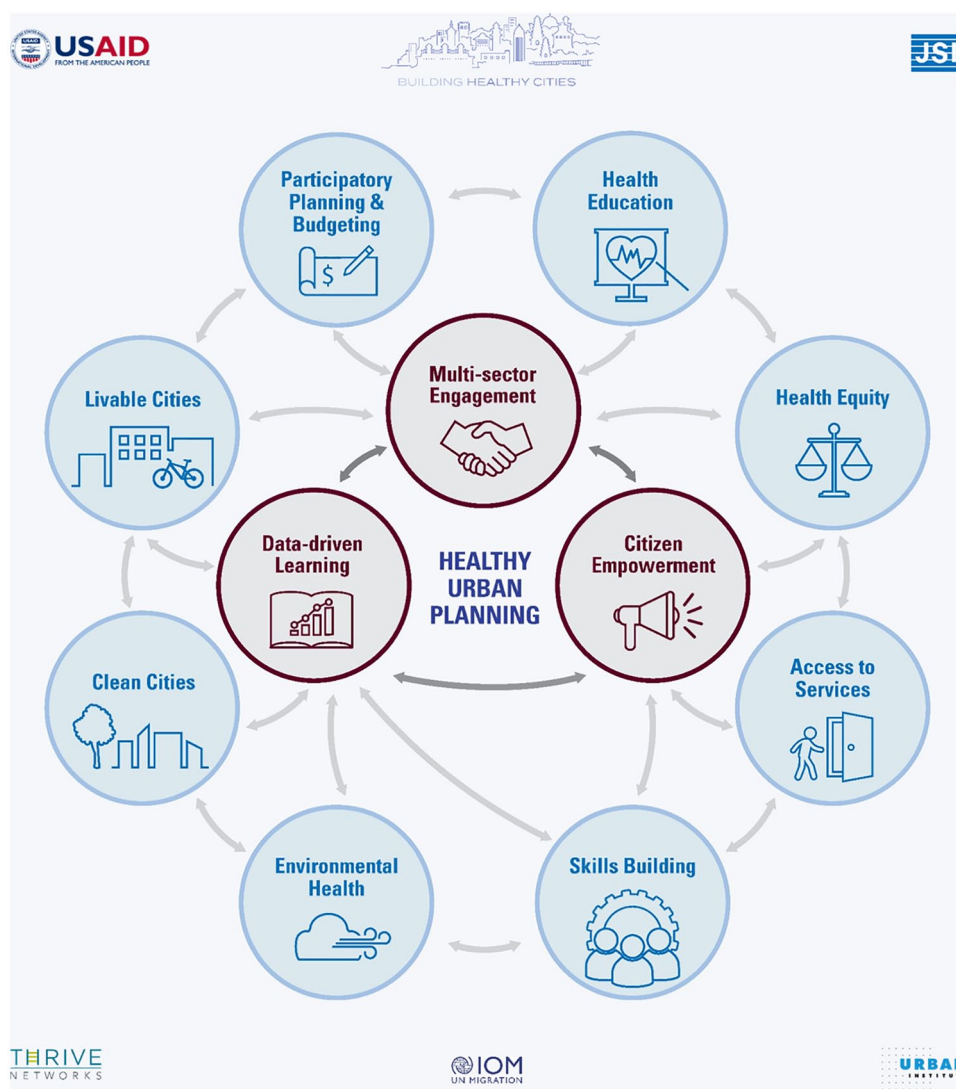 USAID
FROM THE AMERICAN PEOPLE
BUILDING HEALTHY CITIES
JSI
Participatory
Planning &
Budgeting
$
Health
Education
Multi-sector
Engagement
Livable Cities
Health Equity
Data-driven
Learning
HEALTHY
URBAN
PLANNING
Citizen
Empowerment
Clean Cities
Access to
Services
Environmental
Health
Skills Building
THRIVE
NETWORKS
IOM
UN MIGRATION
URBAN